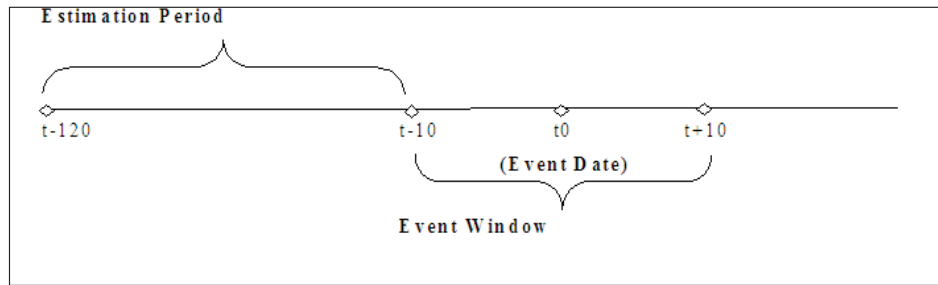 Estimation Period
t-120 t-10 t0 t+10
(Event Date)
Event Window